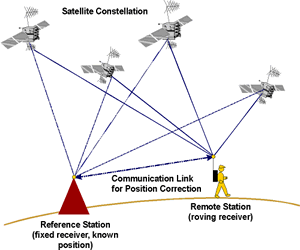 Satellite Constellation
Communication Link
for Position Correction
Remote Station
(roving receiver)
Reference Station
(fixed receiver, known
position)